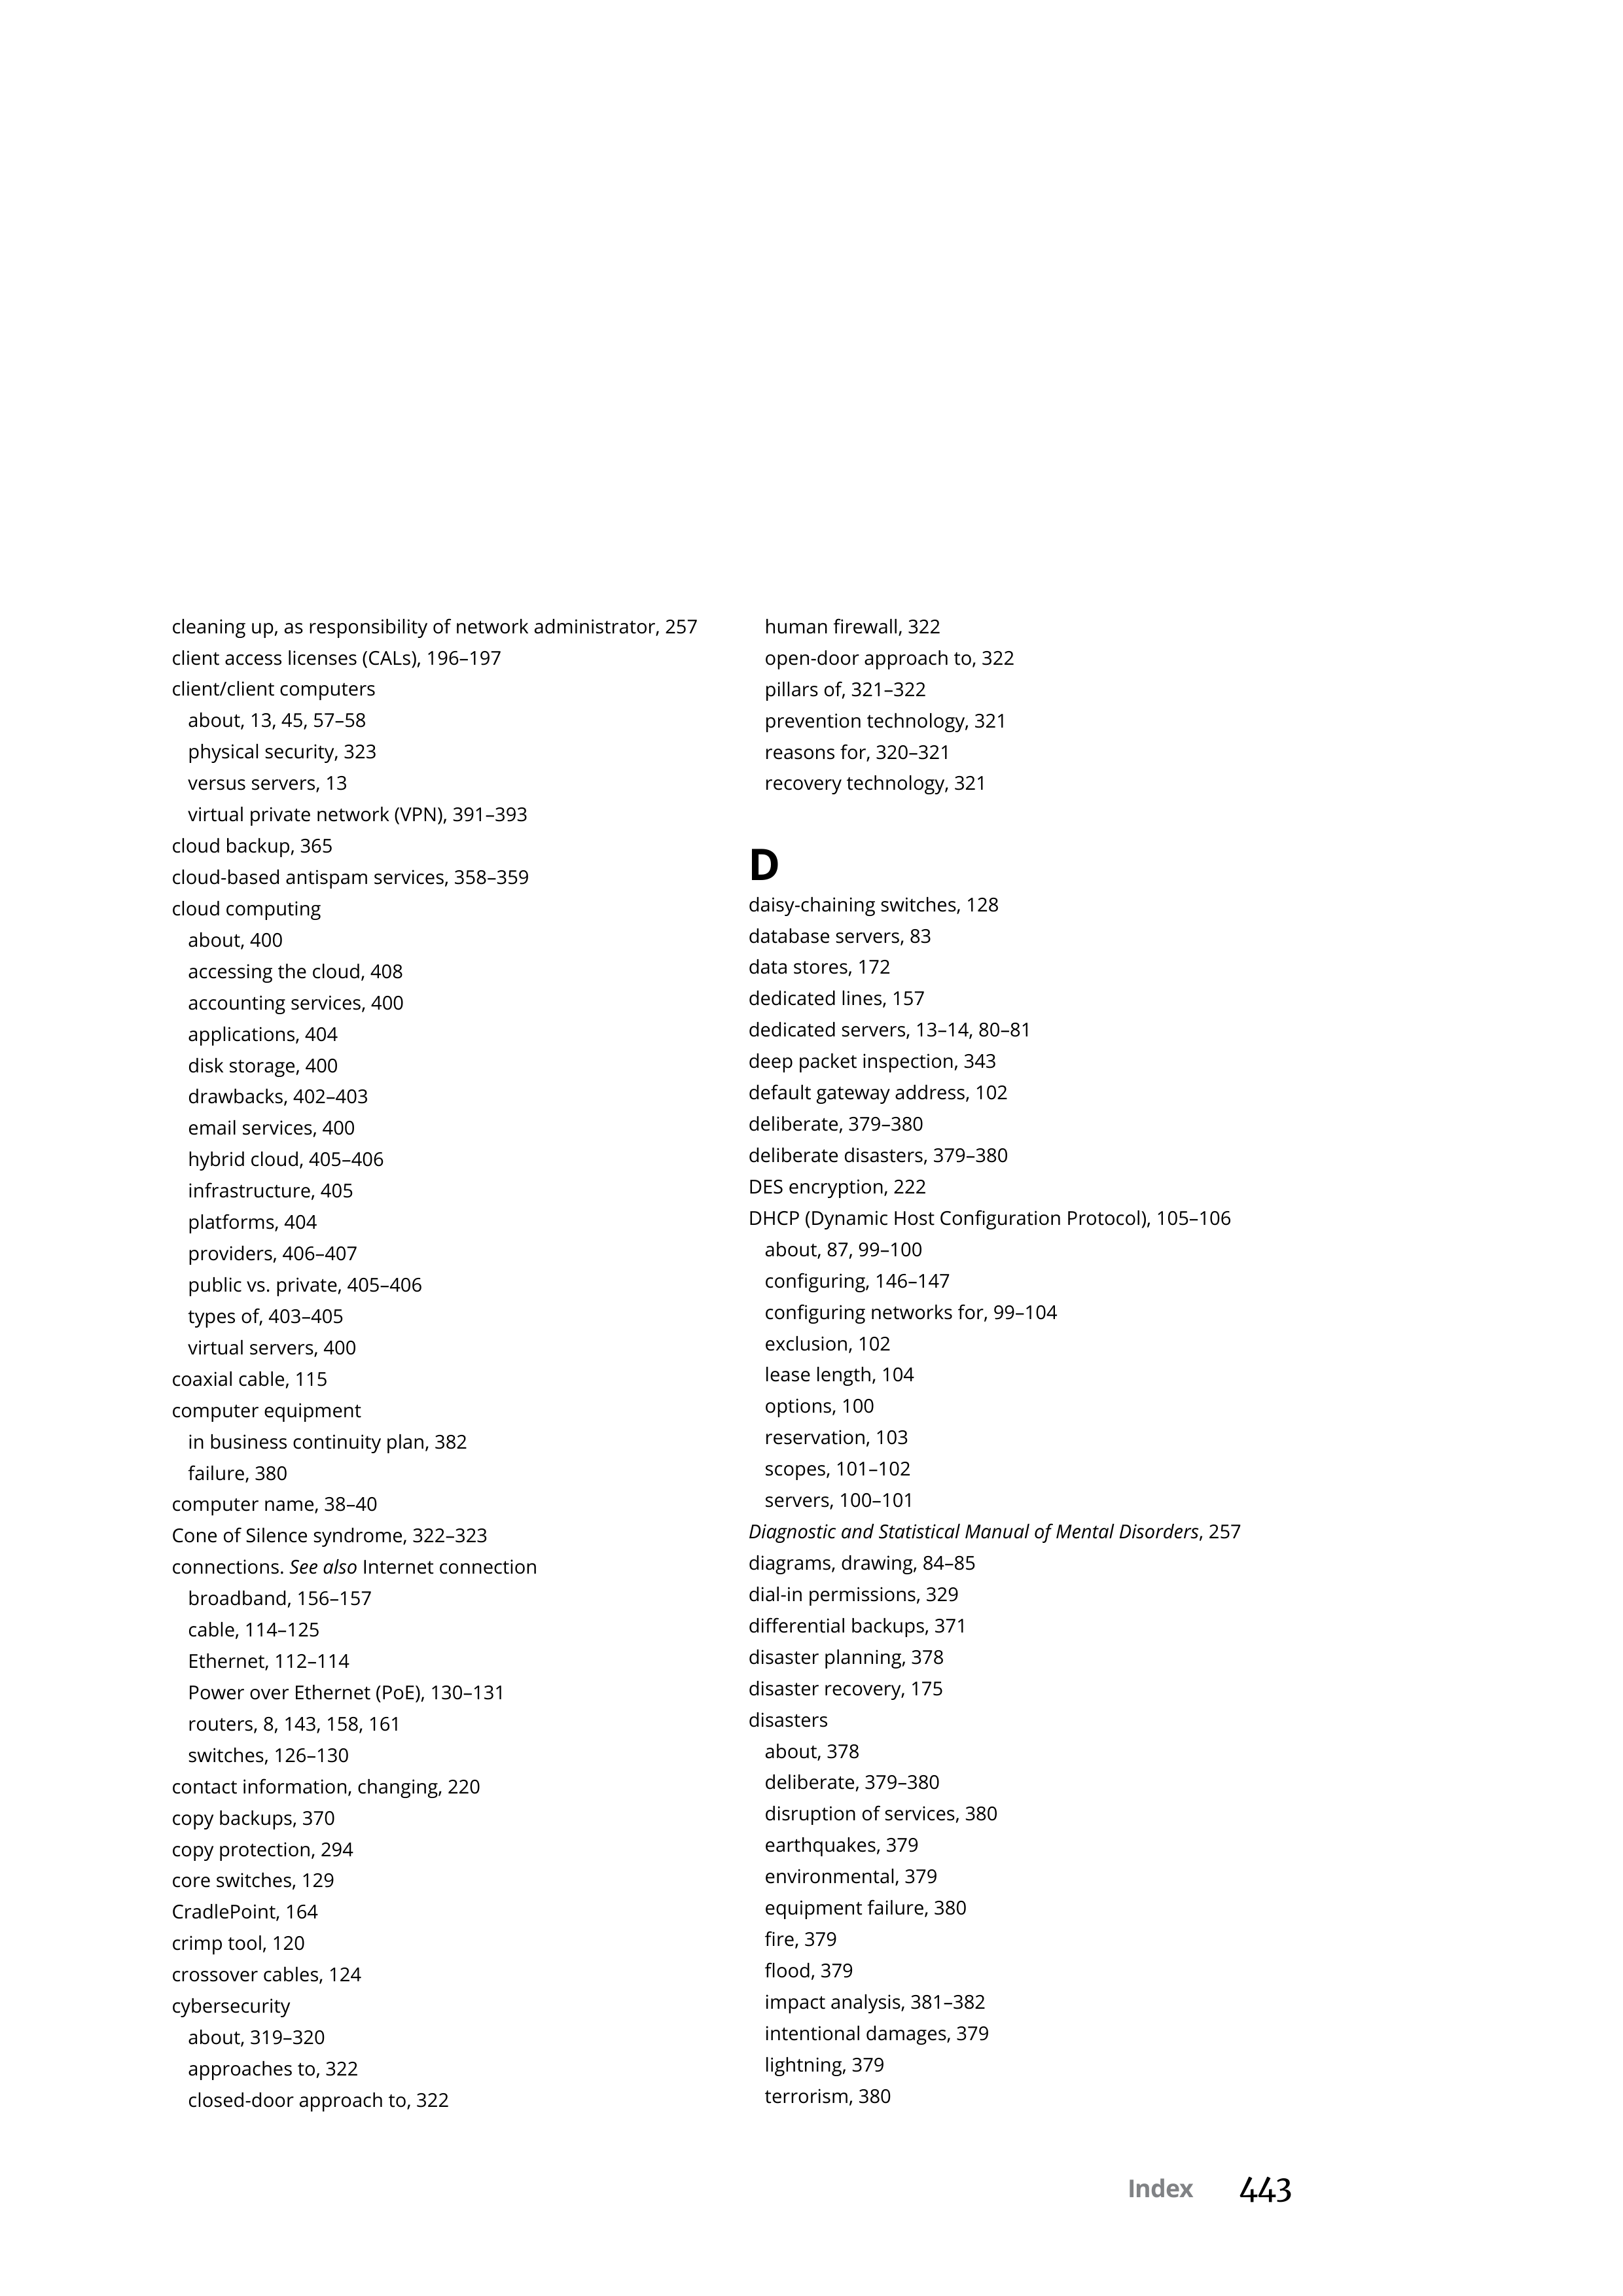 cleaning up, as responsibility of network administrator, 257
client access licenses (CALs), 196–197
client/client computers
about, 13, 45, 57–58
physical security, 323
versus servers, 13
virtual private network (VPN), 391–393
cloud backup, 365
cloud-based antispam services, 358–359
cloud computing
about, 400
accessing the cloud, 408
accounting services, 400
applications, 404
disk storage, 400
drawbacks, 402–403
email services, 400
hybrid cloud, 405–406
infrastructure, 405
platforms, 404
providers, 406–407
public vs. private, 405–406
types of, 403–405
virtual servers, 400
coaxial cable, 115
computer equipment
in business continuity plan, 382
failure, 380
computer name, 38–40
Cone of Silence syndrome, 322–323
connections. See also Internet connection
broadband, 156–157
cable, 114–125
Ethernet, 112–114
Power over Ethernet (PoE), 130–131
routers, 8, 143, 158, 161
switches, 126–130
contact information, changing, 220
copy backups, 370
copy protection, 294
core switches, 129
CradlePoint, 164
crimp tool, 120
crossover cables, 124
cybersecurity
about, 319–320
approaches to, 322
closed-door approach to, 322
human firewall, 322
open-door approach to, 322
pillars of, 321–322
prevention technology, 321
reasons for, 320–321
recovery technology, 321
D
daisy-chaining switches, 128
database servers, 83
data stores, 172
dedicated lines, 157
dedicated servers, 13–14, 80–81
deep packet inspection, 343
default gateway address, 102
deliberate, 379–380
deliberate disasters, 379–380
DES encryption, 222
DHCP (Dynamic Host Configuration Protocol), 105–106
about, 87, 99–100
configuring, 146–147
configuring networks for, 99–104
exclusion, 102
lease length, 104
options, 100
reservation, 103
scopes, 101–102
servers, 100–101
Diagnostic and Statistical Manual of Mental Disorders, 257
diagrams, drawing, 84–85
dial-in permissions, 329
differential backups, 371
disaster planning, 378
disaster recovery, 175
disasters
about, 378
deliberate, 379–380
disruption of services, 380
earthquakes, 379
environmental, 379
equipment failure, 380
fire, 379
flood, 379
impact analysis, 381–382
intentional damages, 379
lightning, 379
terrorism, 380
Index 443